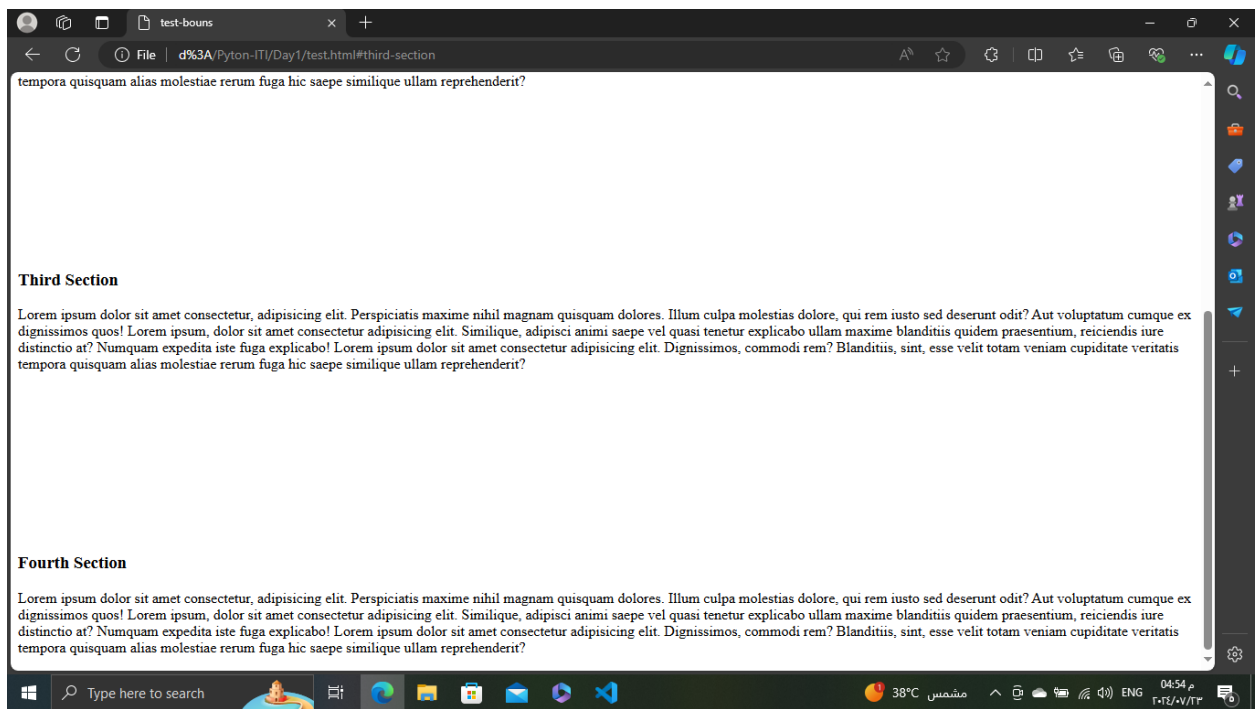 test-bouns
File d%3A/Pyton-ITI/Day1/test.html#third-section
tempora quisquam alias molestiae rerum fuga hic saepe similique ullam reprehenderit?
Third Section
Lorem ipsum dolor sit amet consectetur, adipisicing elit. Perspiciatis maxime nihil magnam quisquam dolores. Illum culpa molestias dolore, qui rem iusto sed deserunt odit? Aut voluptatum cumque ex
dignissimos quos! Lorem ipsum, dolor sit amet consectetur adipisicing elit. Similique, adipisci animi saepe vel quasi tenetur explicabo ullam maxime blanditiis quidem praesentium, reiciendis iure
distinctio at? Numquam expedita iste fuga explicabo! Lorem ipsum dolor sit amet consectetur adipisicing elit. Dignissimos, commodi rem? Blanditiis, sint, esse velit totam veniam cupiditate veritatis
tempora quisquam alias molestiae rerum fuga hic saepe similique ullam reprehenderit?
Fourth Section
Lorem ipsum dolor sit amet consectetur, adipisicing elit. Perspiciatis maxime nihil magnam quisquam dolores. Illum culpa molestias dolore, qui rem iusto sed deserunt odit? Aut voluptatum cumque ex
dignissimos quos! Lorem ipsum, dolor sit amet consectetur adipisicing elit. Similique, adipisci animi saepe vel quasi tenetur explicabo ullam maxime blanditiis quidem praesentium, reiciendis iure
distinctio at? Numquam expedita iste fuga explicabo! Lorem ipsum dolor sit amet consectetur adipisicing elit. Dignissimos, commodi rem? Blanditiis, sint, esse velit totam veniam cupiditate veritatis
tempora quisquam alias molestiae rerum fuga hic saepe similique ullam reprehenderit?
Type here to search
38°C مشمس
ENG
04:54 م
٢٠٢٤/٠٧/٢٣